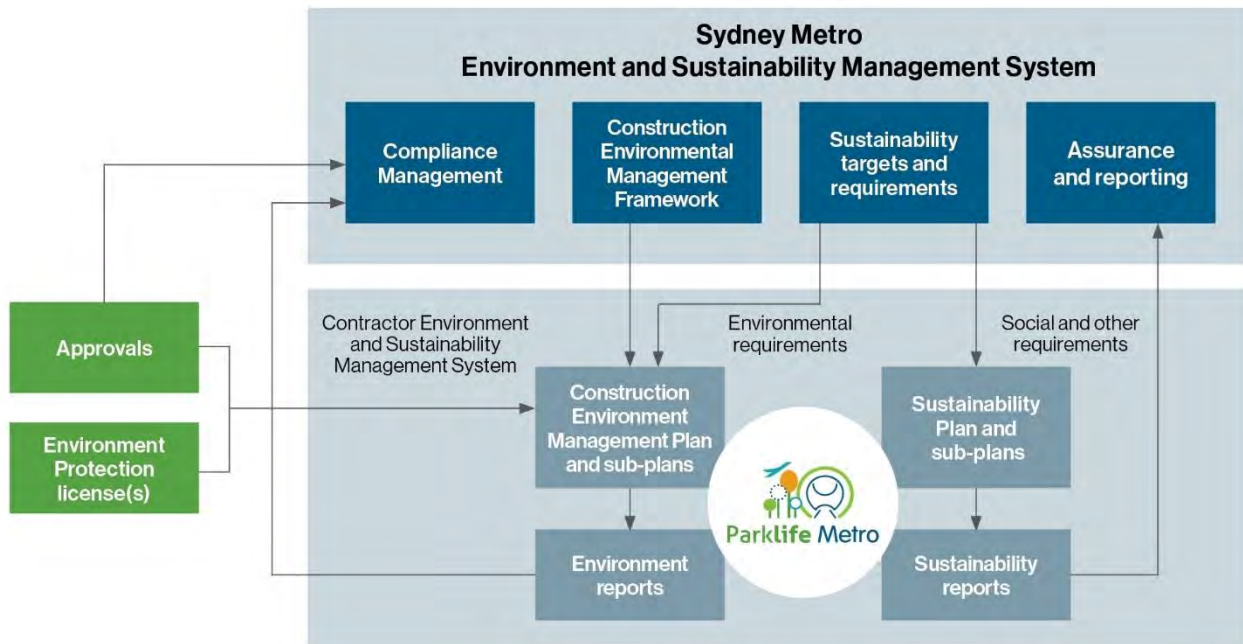 Sydney Metro
Environment and Sustainability Management System
Compliance
Management
Construction
Environmental
Management
Framework
Sustainability
targets and
requirements
Assurance
and reporting
Approvals
Environment
Protection
license(s)
Contractor Environment
and Sustainability
Management System
Environmental
requirements
Social and other
requirements
Construction
Environment
Management Plan
and sub-plans
Sustainability
Plan and
sub-plans
Parklife Metro
Environment
reports
Sustainability
reports